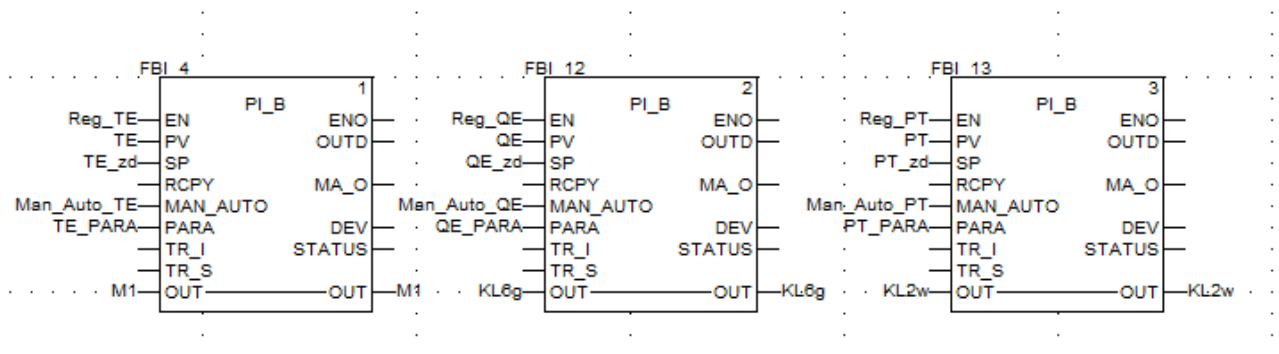 FBI_4 FBI_12 FBI_13
1 2 3
PI_B PI_B PI_B
Reg_TE EN ENO Reg_QE EN ENO Reg_PT EN ENO
TE PV OUTD QE PV OUTD PT PV OUTD
TE_zd SP QE_zd SP PT_zd SP
RCPY MA_O RCPY MA_O RCPY MA_O
Man_Auto_TE MAN_AUTO Man_Auto_QE MAN_AUTO Man_Auto_PT MAN_AUTO
TE_PARA PARA DEV QE_PARA PARA DEV PT_PARA PARA DEV
TR_I STATUS TR_I STATUS TR_I STATUS
TR_S TR_S TR_S
M1 OUT OUT M1 KL6g OUT OUT KL6g KL2w OUT OUT KL2w